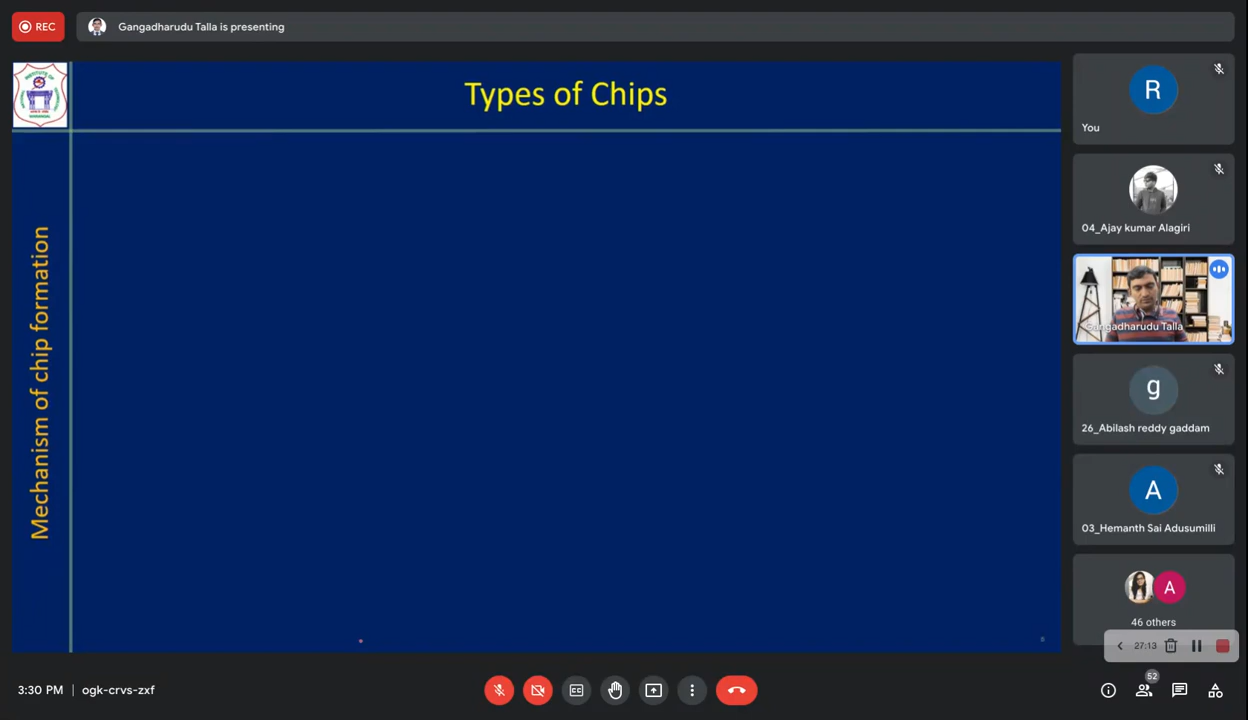 REC
Gangadharudu Talla is presenting
Types of Chips
Mechanism of chip formation
R
You
04_Ajay kumar Alagiri
Gangadharudu Talla
g
26_Abilash reddy gaddam
A
03_Hemanth Sai Adusumilli
A
46 others
27:13
3:30 PM
ogk-crvs-zxf
CC
52